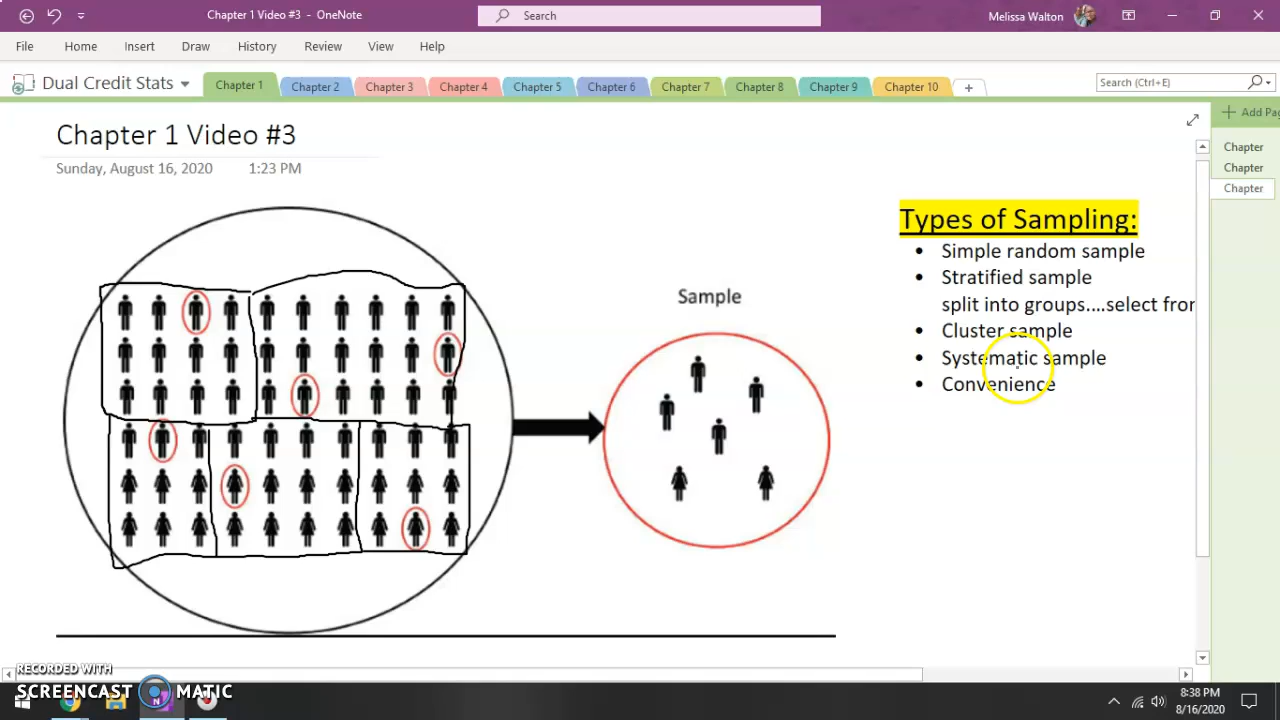 Chapter 1 Video #3 - OneNote
Search
Melissa Walton
File Home Insert Draw History Review View Help
Dual Credit Stats
Chapter 1 Chapter 2 Chapter 3 Chapter 4 Chapter 5 Chapter 6 Chapter 7 Chapter 8 Chapter 9 Chapter 10 +
Search (Ctrl+E)
Add Pag
Chapter 1 Video #3
Sunday, August 16, 2020 1:23 PM
Chapter
Chapter
Chapter
Sample
Types of Sampling:
• Simple random sample
• Stratified sample
split into groups....select fror
• Cluster sample
• Systematic sample
• Convenience
RECORDED WITH
SCREENCAST MATIC
8:38 PM
8/16/2020